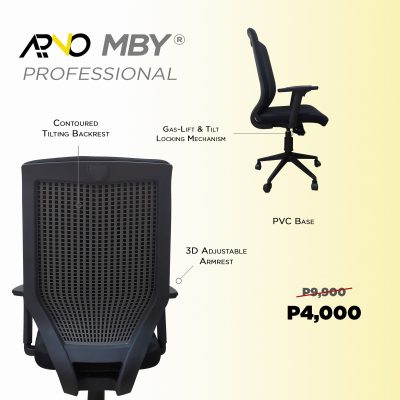 ARNO MBY®
PROFESSIONAL
Contoured
Tilting Backrest
Gas-Lift & Tilt
Locking Mechanism
PVC Base
3D Adjustable
Armrest
P9,900
P4,000